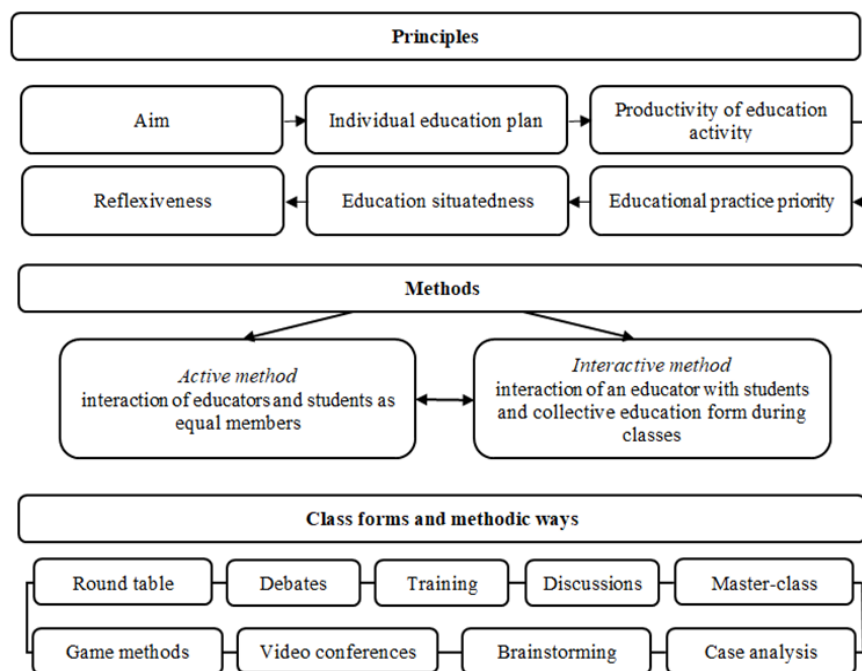 Principles
Aim
Individual education plan
Productivity of education
activity
Reflexiveness
Education situatedness
Educational practice priority
Methods
Active method
interaction of educators and students as
equal members
Interactive method
interaction of an educator with students
and collective education form during
classes
Class forms and methodic ways
Round table
Debates
Training
Discussions
Master-class
Game methods
Video conferences
Brainstorming
Case analysis